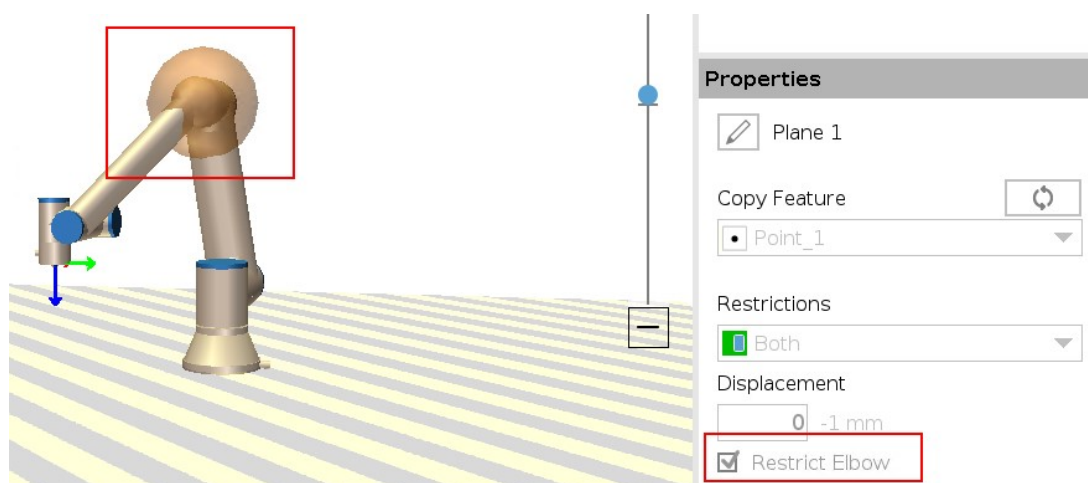 Properties
Plane 1
Copy Feature
Point_1
Restrictions
Both
Displacement
0 -1 mm
Restrict Elbow